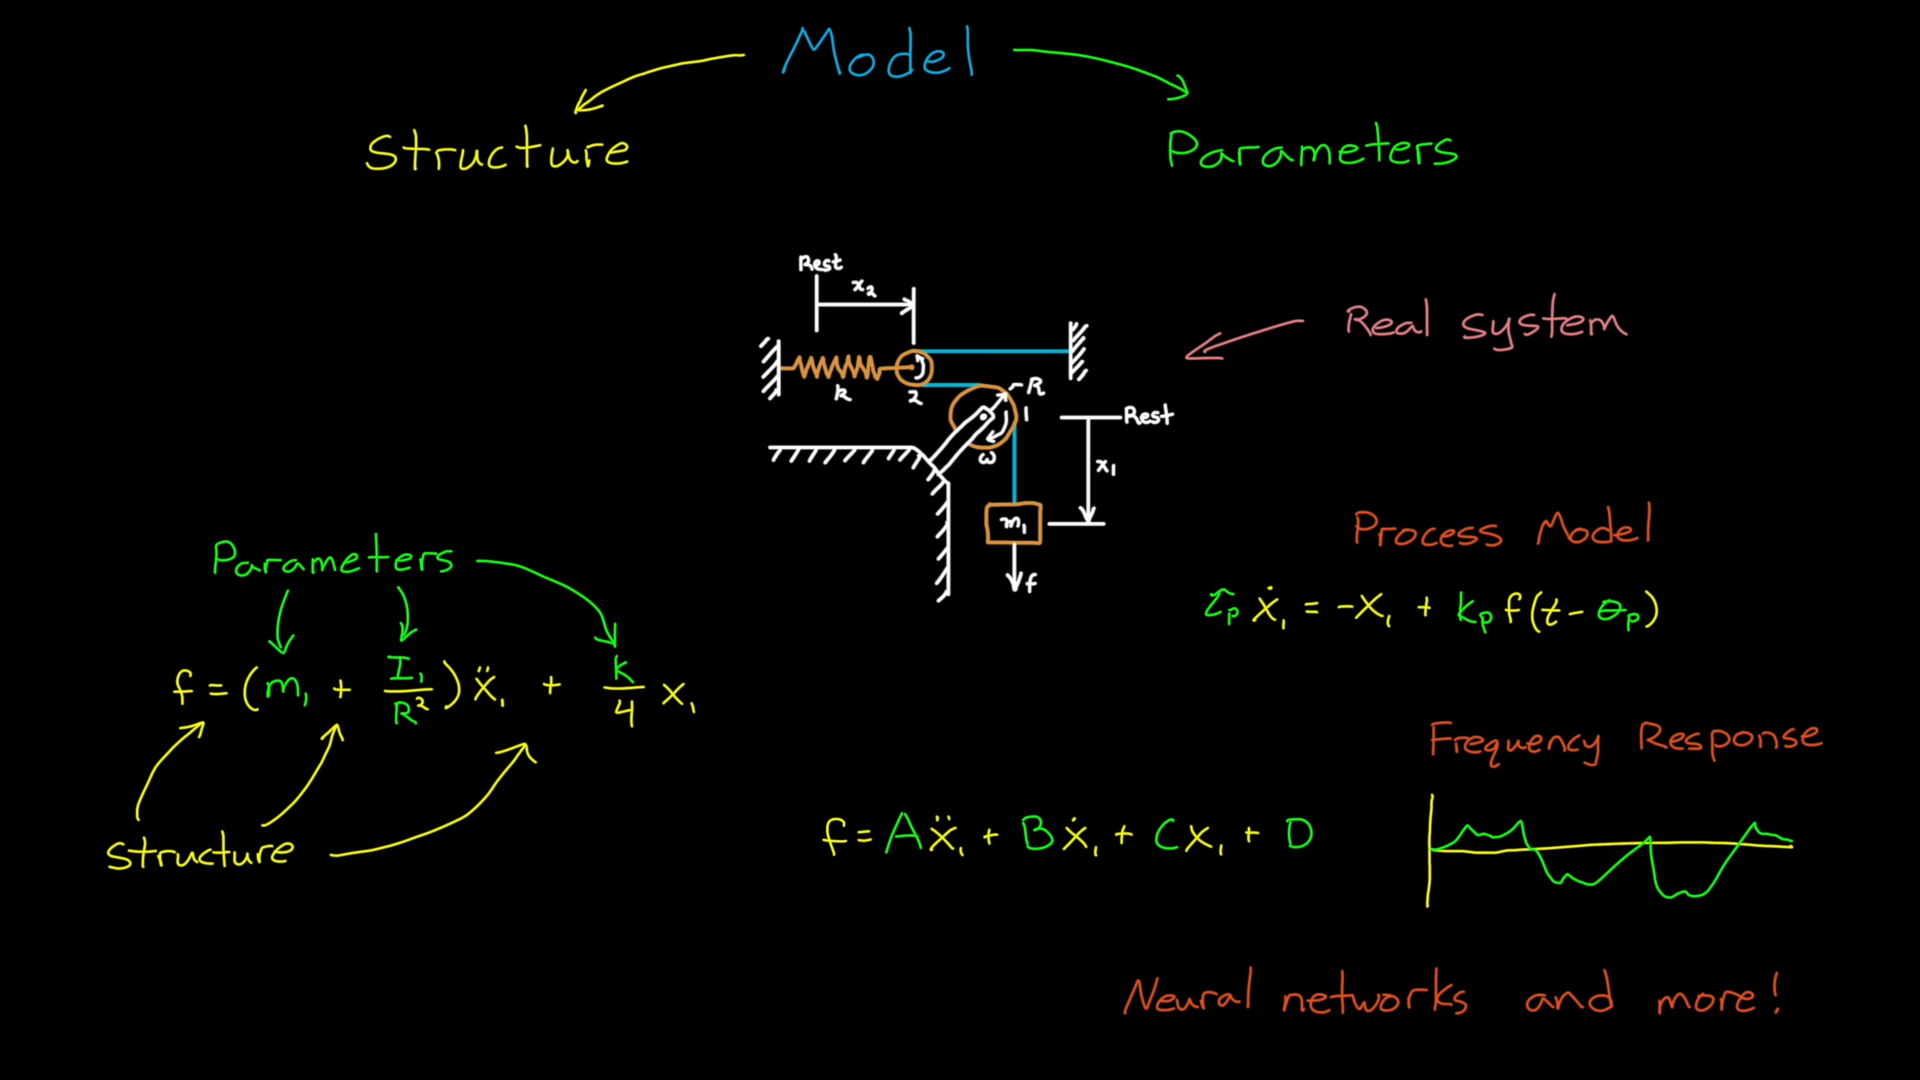 Model
Structure
Parameters
Rest
x₂
Real system
k
2
R
1
Rest
ω
x₁
m₁
f
Process Model
τₚ ẋ₁ = -x₁ + kₚ f(t - θₚ)
Parameters
f = (m₁ + I₁/R²) ẍ₁ + k/4 x₁
Structure
Frequency Response
f = Aẍ₁ + Bẋ₁ + Cx₁ + D
Neural networks and more!